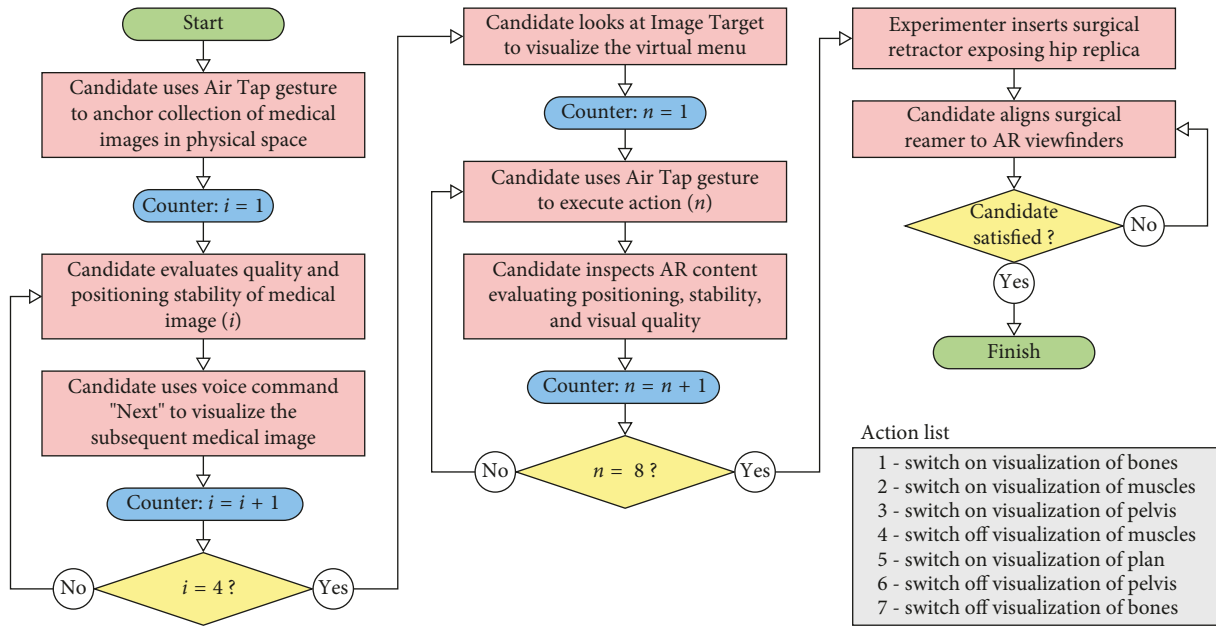 Start
Candidate uses Air Tap gesture
to anchor collection of medical
images in physical space
Counter: i = 1
Candidate evaluates quality and
positioning stability of medical
image (i)
Candidate uses voice command
"Next" to visualize the
subsequent medical image
Counter: i = i + 1
No
i = 4 ?
Yes
Candidate looks at Image Target
to visualize the virtual menu
Counter: n = 1
Candidate uses Air Tap gesture
to execute action (n)
Candidate inspects AR content
evaluating positioning, stability,
and visual quality
Counter: n = n + 1
No
n = 8 ?
Yes
Experimenter inserts surgical
retractor exposing hip replica
Candidate aligns surgical
reamer to AR viewfinders
Candidate
satisfied ?
No
Yes
Finish
Action list
1 - switch on visualization of bones
2 - switch on visualization of muscles
3 - switch on visualization of pelvis
4 - switch off visualization of muscles
5 - switch on visualization of plan
6 - switch off visualization of pelvis
7 - switch off visualization of bones